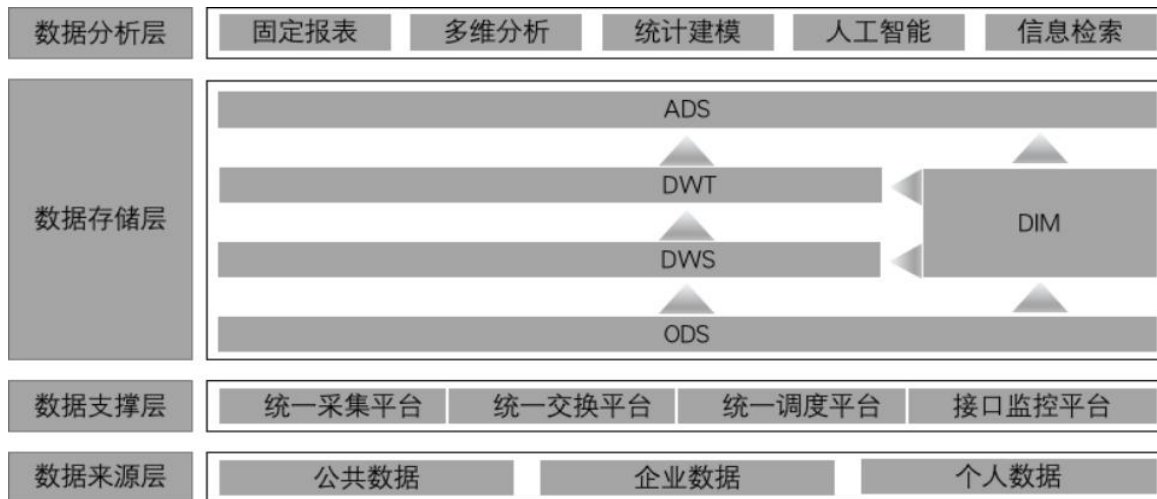 数据分析层 固定报表 多维分析 统计建模 人工智能 信息检索
数据存储层
ADS
DWT
DIM
DWS
ODS
数据支撑层 统一采集平台 统一交换平台 统一调度平台 接口监控平台
数据来源层 公共数据 企业数据 个人数据